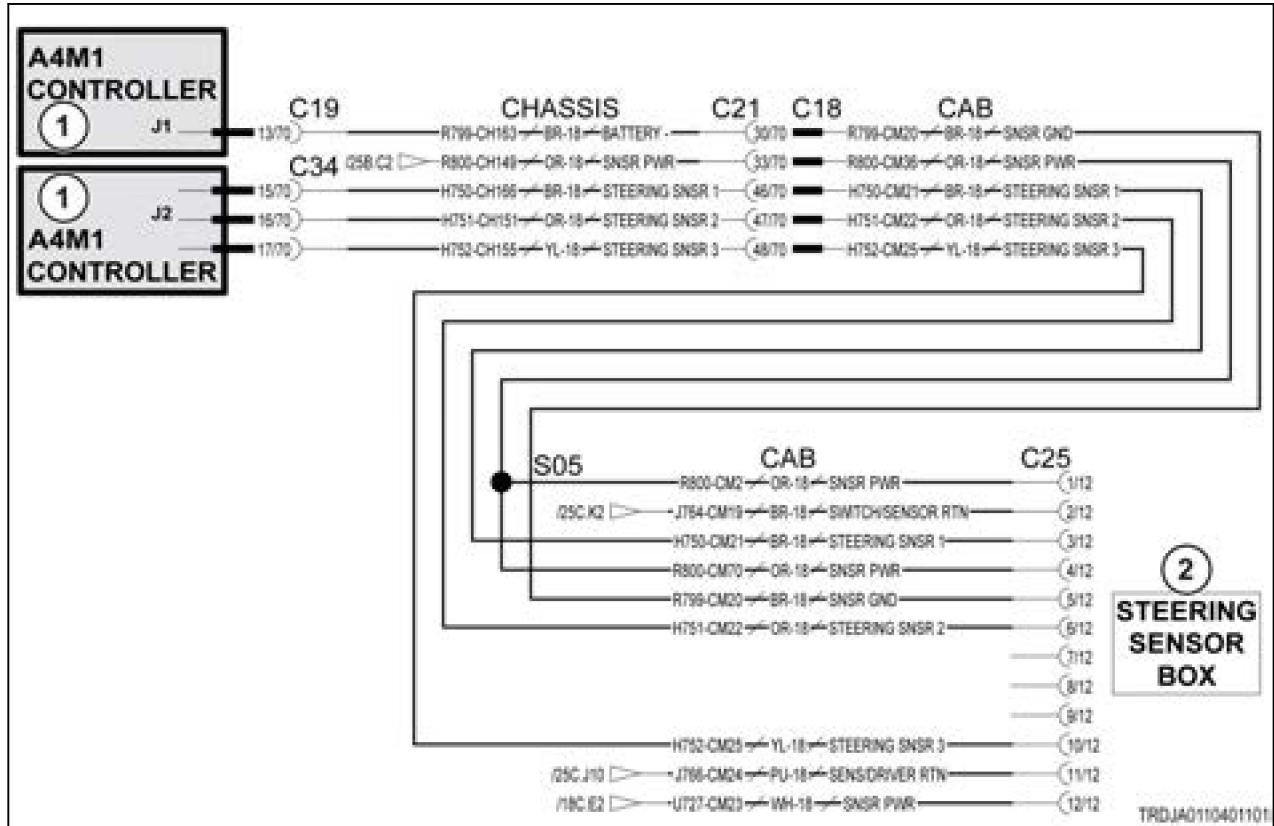 A4M1
CONTROLLER
1
J1
C19
CHASSIS
C21
C18
CAB
13/70
R799-CH163 BR-18 BATTERY -
30/70
R799-CM20 BR-18 SNSR GND
C34
/25B.C2
R800-CH149 OR-18 SNSR PWR
33/70
R800-CM36 OR-18 SNSR PWR
1
J2
A4M1
CONTROLLER
15/70
H750-CH166 BR-18 STEERING SNSR 1
46/70
H750-CM21 BR-18 STEERING SNSR 1
16/70
H751-CH151 OR-18 STEERING SNSR 2
47/70
H751-CM22 OR-18 STEERING SNSR 2
17/70
H752-CH155 YL-18 STEERING SNSR 3
48/70
H752-CM25 YL-18 STEERING SNSR 3
S05
CAB
C25
R800-CM2 OR-18 SNSR PWR
1/12
/25C.K2
J764-CM19 BR-18 SWITCH/SENSOR RTN
2/12
H750-CM21 BR-18 STEERING SNSR 1
3/12
R800-CM70 OR-18 SNSR PWR
4/12
R799-CM20 BR-18 SNSR GND
5/12
H751-CM22 OR-18 STEERING SNSR 2
6/12
7/12
8/12
9/12
2
STEERING
SENSOR
BOX
H752-CM25 YL-18 STEERING SNSR 3
10/12
/25C.J10
J766-CM24 PU-18 SENS/DRIVER RTN
11/12
/18C.E2
U727-CM23 WH-18 SNSR PWR
12/12
TRDJA0110401101